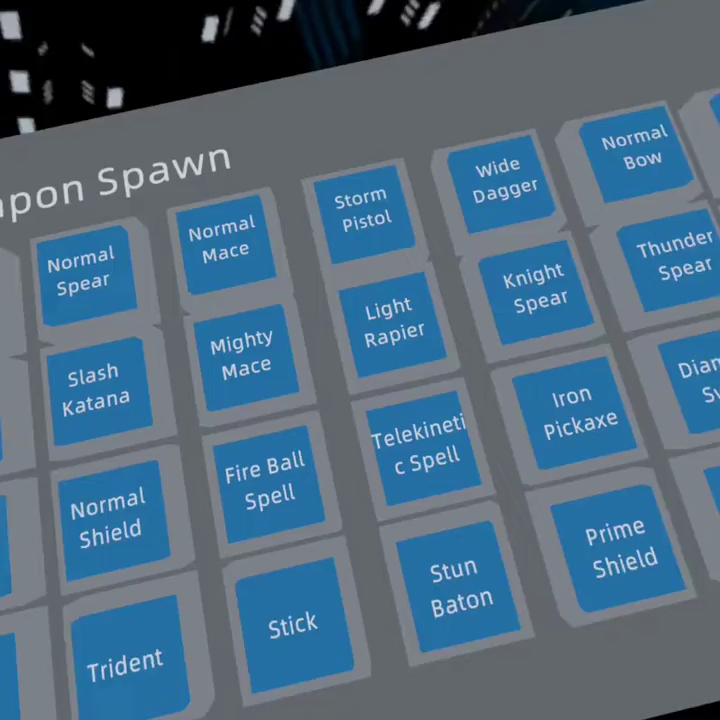 Spawn
Normal
Spear
Normal
Mace
Storm
Pistol
Wide
Dagger
Normal
Bow
Slash
Katana
Mighty
Mace
Light
Rapier
Knight
Spear
Thunder
Spear
Normal
Shield
Fire Ball
Spell
Telekineti
c Spell
Iron
Pickaxe
Trident
Stick
Stun
Baton
Prime
Shield